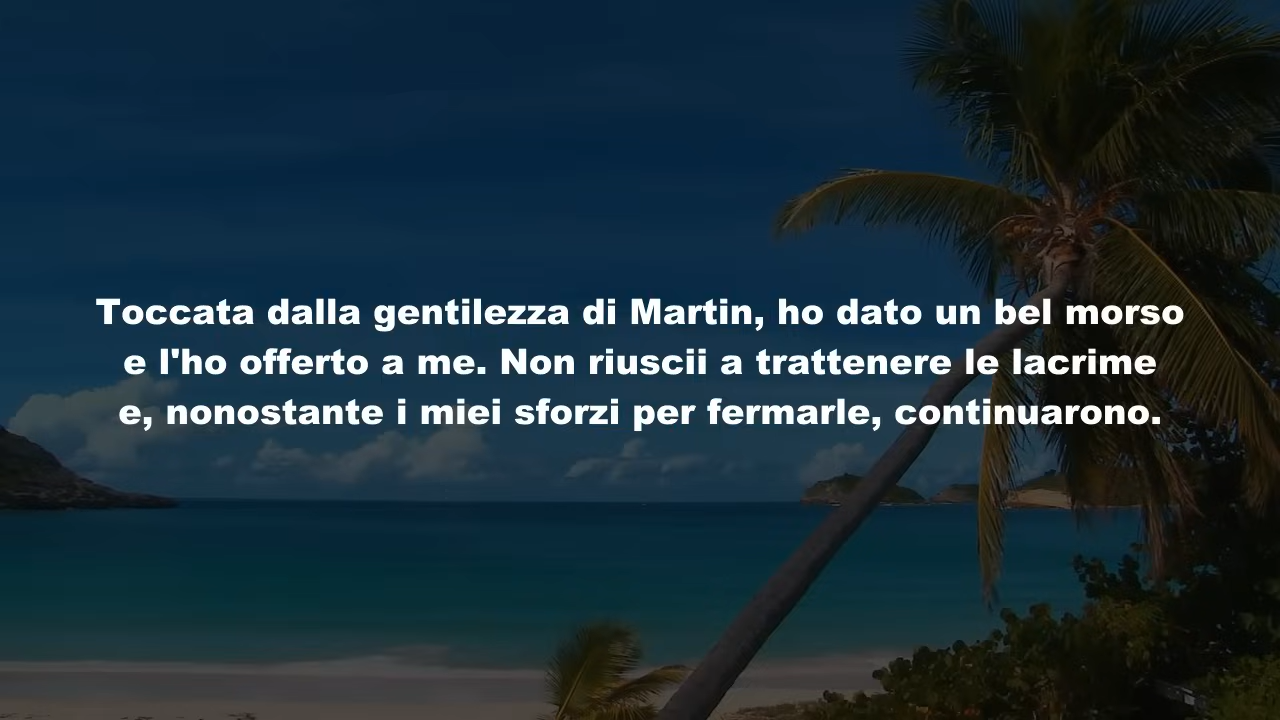 Toccata dalla gentilezza di Martin, ho dato un bel morso
e l'ho offerto a me. Non riuscii a trattenere le lacrime
e, nonostante i miei sforzi per fermarle, continuarono.